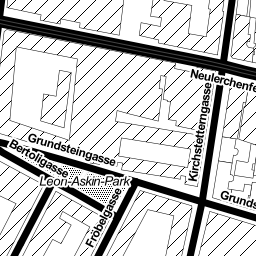 Neulerchenfe
Kirchstetterngasse
Grundsteingasse
Bertoligasse
Leon-Askin-Park
Grunds
Fröbelgasse